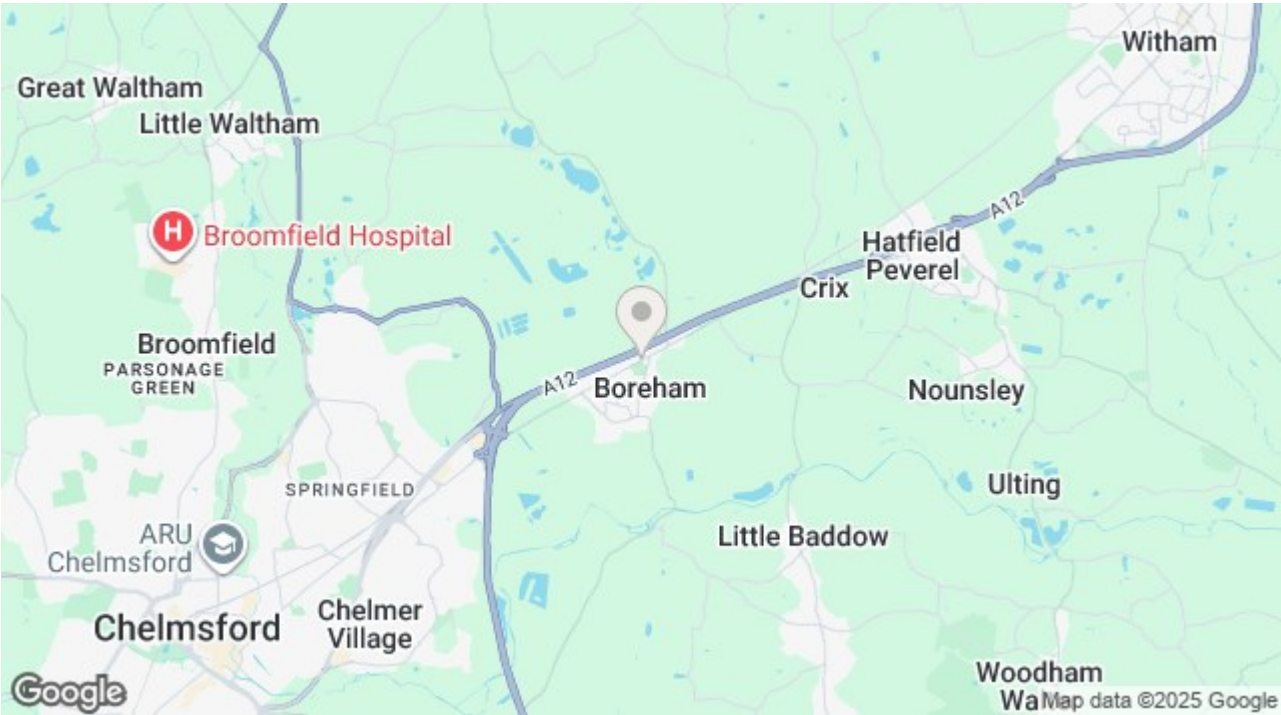 Witham
Great Waltham
Little Waltham
A12
H
Broomfield Hospital
Hatfield
Peverel
Crix
Broomfield
PARSONAGE
GREEN
A12
Boreham
Nounsley
SPRINGFIELD
Ulting
ARU
Chelmsford
Little Baddow
Chelmer
Village
Chelmsford
Woodham
Wa
Google
Map data ©2025 Google